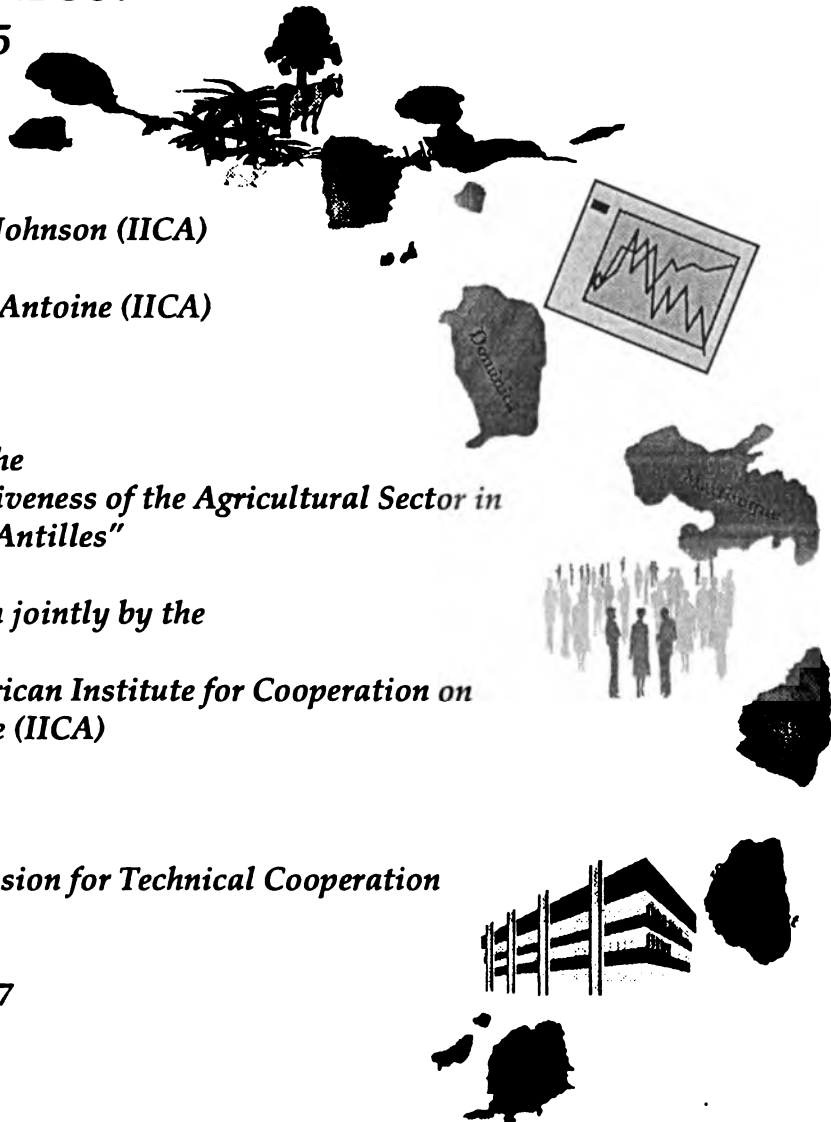 5
Johnson (IICA)
Antoine (IICA)
Dominica
he
iveness of the Agricultural Sector in
Antilles"
Martinique
n jointly by the
rican Institute for Cooperation on
e (IICA)
sion for Technical Cooperation
7